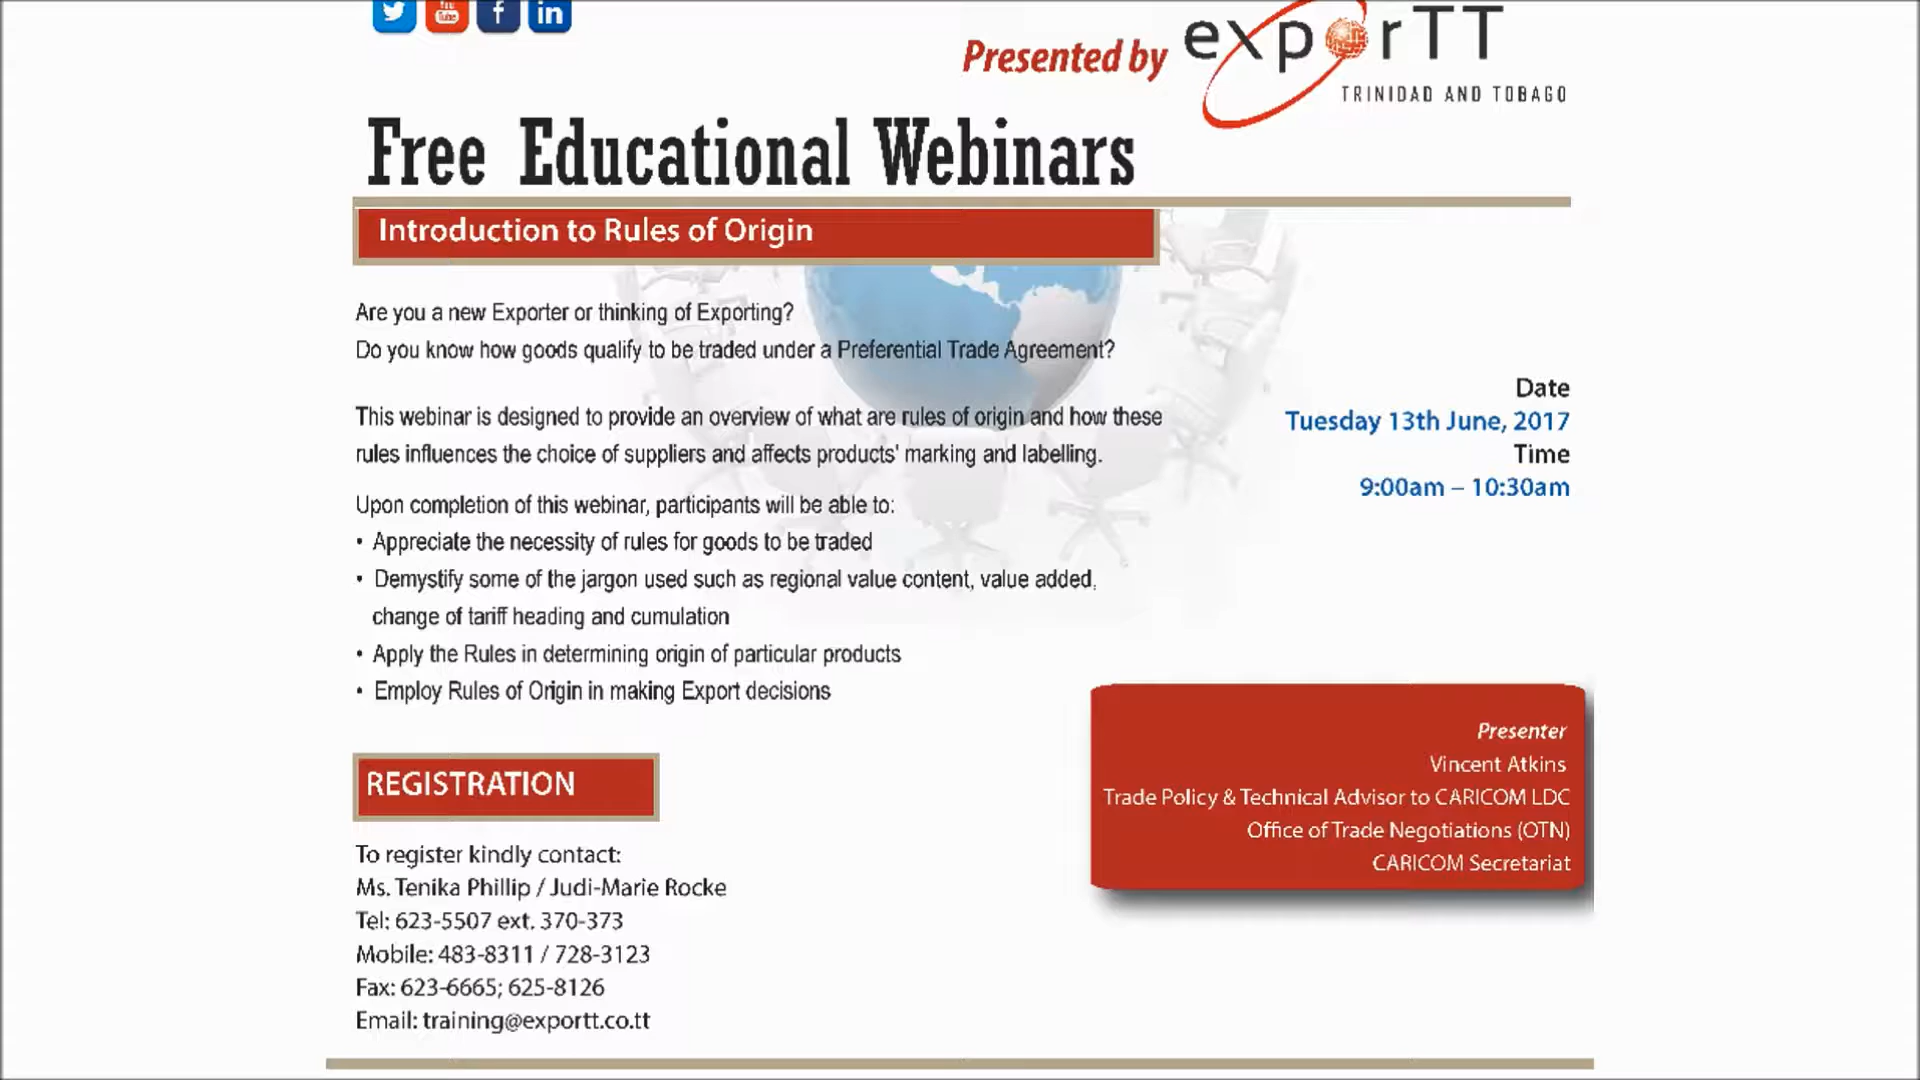 You Tube f in
Presented by exporTT
TRINIDAD AND TOBAGO
Free Educational Webinars
Introduction to Rules of Origin
Are you a new Exporter or thinking of Exporting?
Do you know how goods qualify to be traded under a Preferential Trade Agreement?
This webinar is designed to provide an overview of what are rules of origin and how these
rules influences the choice of suppliers and affects products' marking and labelling.
Upon completion of this webinar, participants will be able to:
• Appreciate the necessity of rules for goods to be traded
• Demystify some of the jargon used such as regional value content, value added,
change of tariff heading and cumulation
• Apply the Rules in determining origin of particular products
• Employ Rules of Origin in making Export decisions
Date
Tuesday 13th June, 2017
Time
9:00am – 10:30am
Presenter
Vincent Atkins
Trade Policy & Technical Advisor to CARICOM LDC
Office of Trade Negotiations (OTN)
CARICOM Secretariat
REGISTRATION
To register kindly contact:
Ms. Tenika Phillip / Judi-Marie Rocke
Tel: 623-5507 ext. 370-373
Mobile: 483-8311 / 728-3123
Fax: 623-6665; 625-8126
Email: training@exportt.co.tt